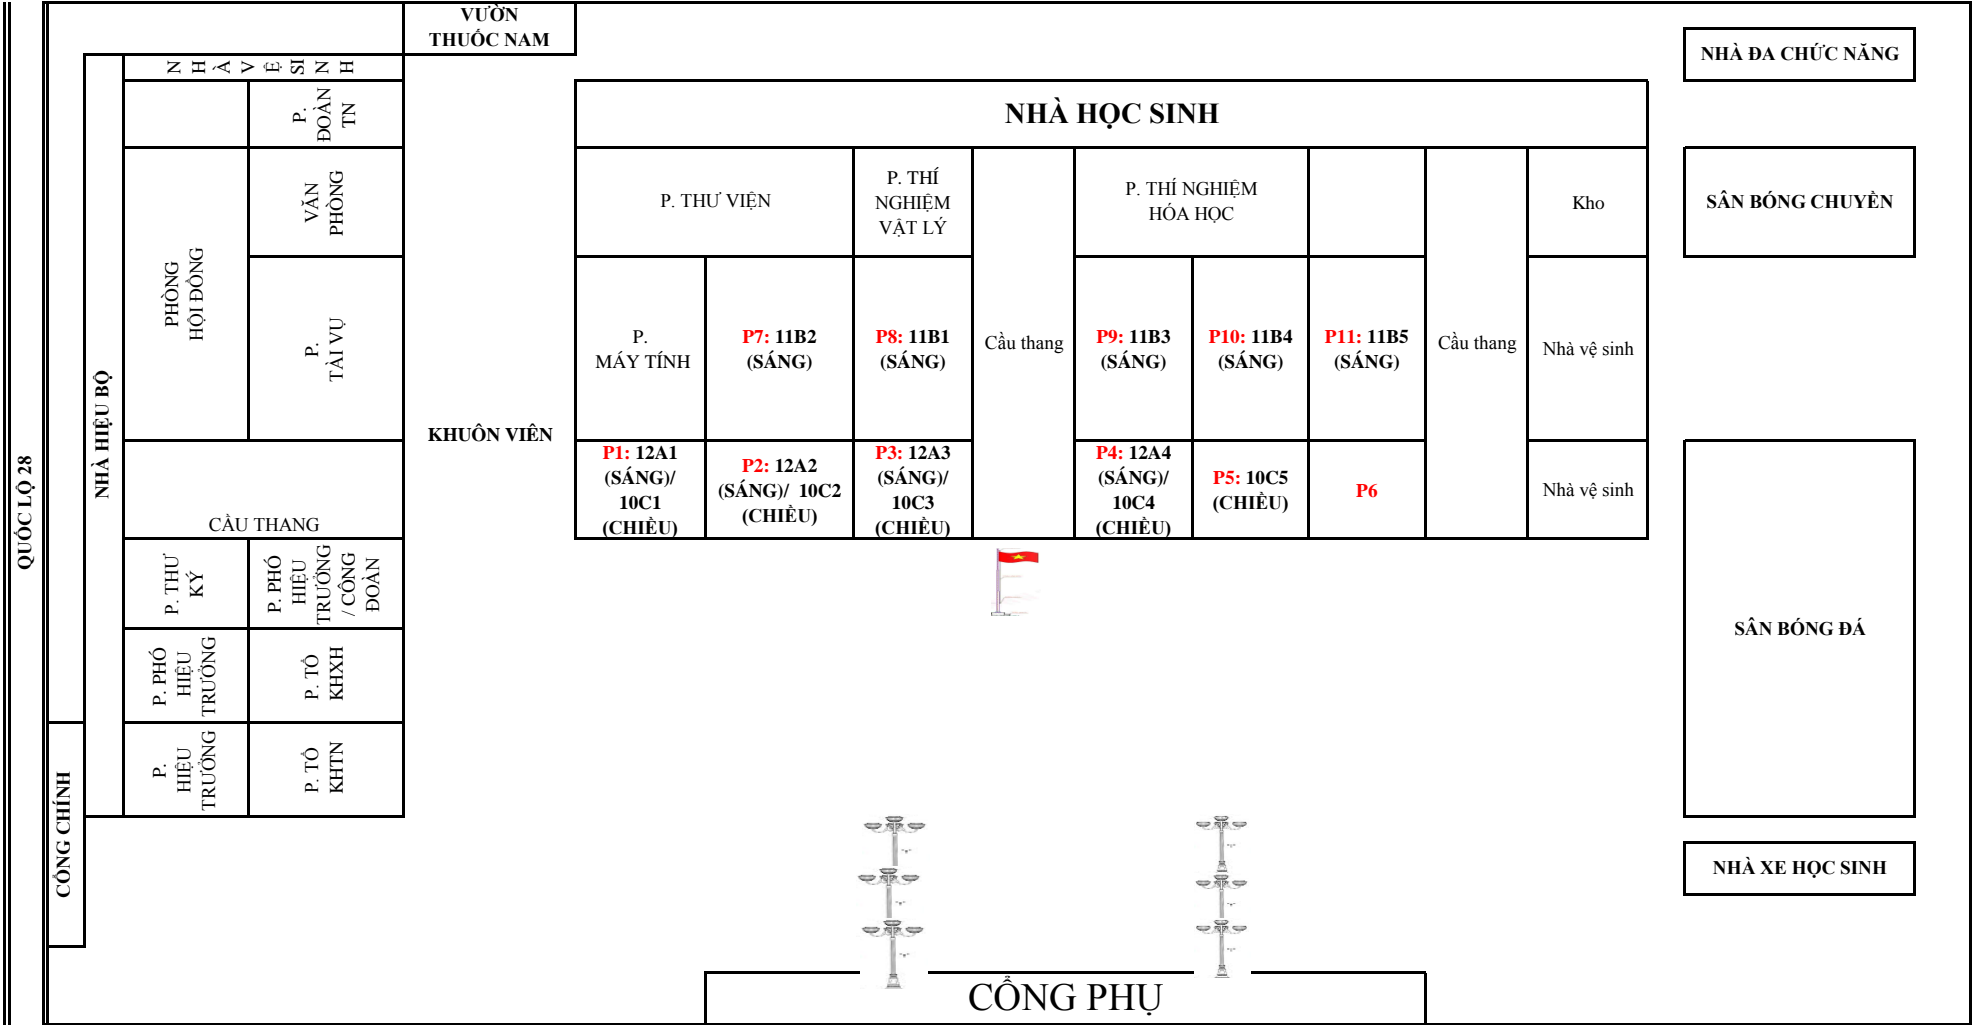 QUỐC LỘ 28
CỔNG CHÍNH
NHÀ HIỆU BỘ
NHÀ VỆ SINH
P.
ĐOÀN
TN
PHÒNG
HỘI ĐỒNG
VĂN
PHÒNG
P.
TÀI VỤ
CẦU THANG
P. THƯ
KÝ
P. PHÓ
HIỆU
TRƯỞNG
/ CÔNG
ĐOÀN
P. PHÓ
HIỆU
TRƯỞNG
P. TỔ
KHXH
P.
HIỆU
TRƯỞNG
P. TỔ
KHTN
VƯỜN
THUỐC NAM
KHUÔN VIÊN
NHÀ HỌC SINH
P. THƯ VIỆN
P. THÍ
NGHIỆM
VẬT LÝ
P. THÍ NGHIỆM
HÓA HỌC
Kho
P.
MÁY TÍNH
P7: 11B2
(SÁNG)
P8: 11B1
(SÁNG)
Cầu thang
P9: 11B3
(SÁNG)
P10: 11B4
(SÁNG)
P11: 11B5
(SÁNG)
Cầu thang
Nhà vệ sinh
P1: 12A1
(SÁNG)/
10C1
(CHIỀU)
P2: 12A2
(SÁNG)/ 10C2
(CHIỀU)
P3: 12A3
(SÁNG)/
10C3
(CHIỀU)
P4: 12A4
(SÁNG)/
10C4
(CHIỀU)
P5: 10C5
(CHIỀU)
P6
Nhà vệ sinh
NHÀ ĐA CHỨC NĂNG
SÂN BÓNG CHUYỀN
SÂN BÓNG ĐÁ
NHÀ XE HỌC SINH
CỔNG PHỤ